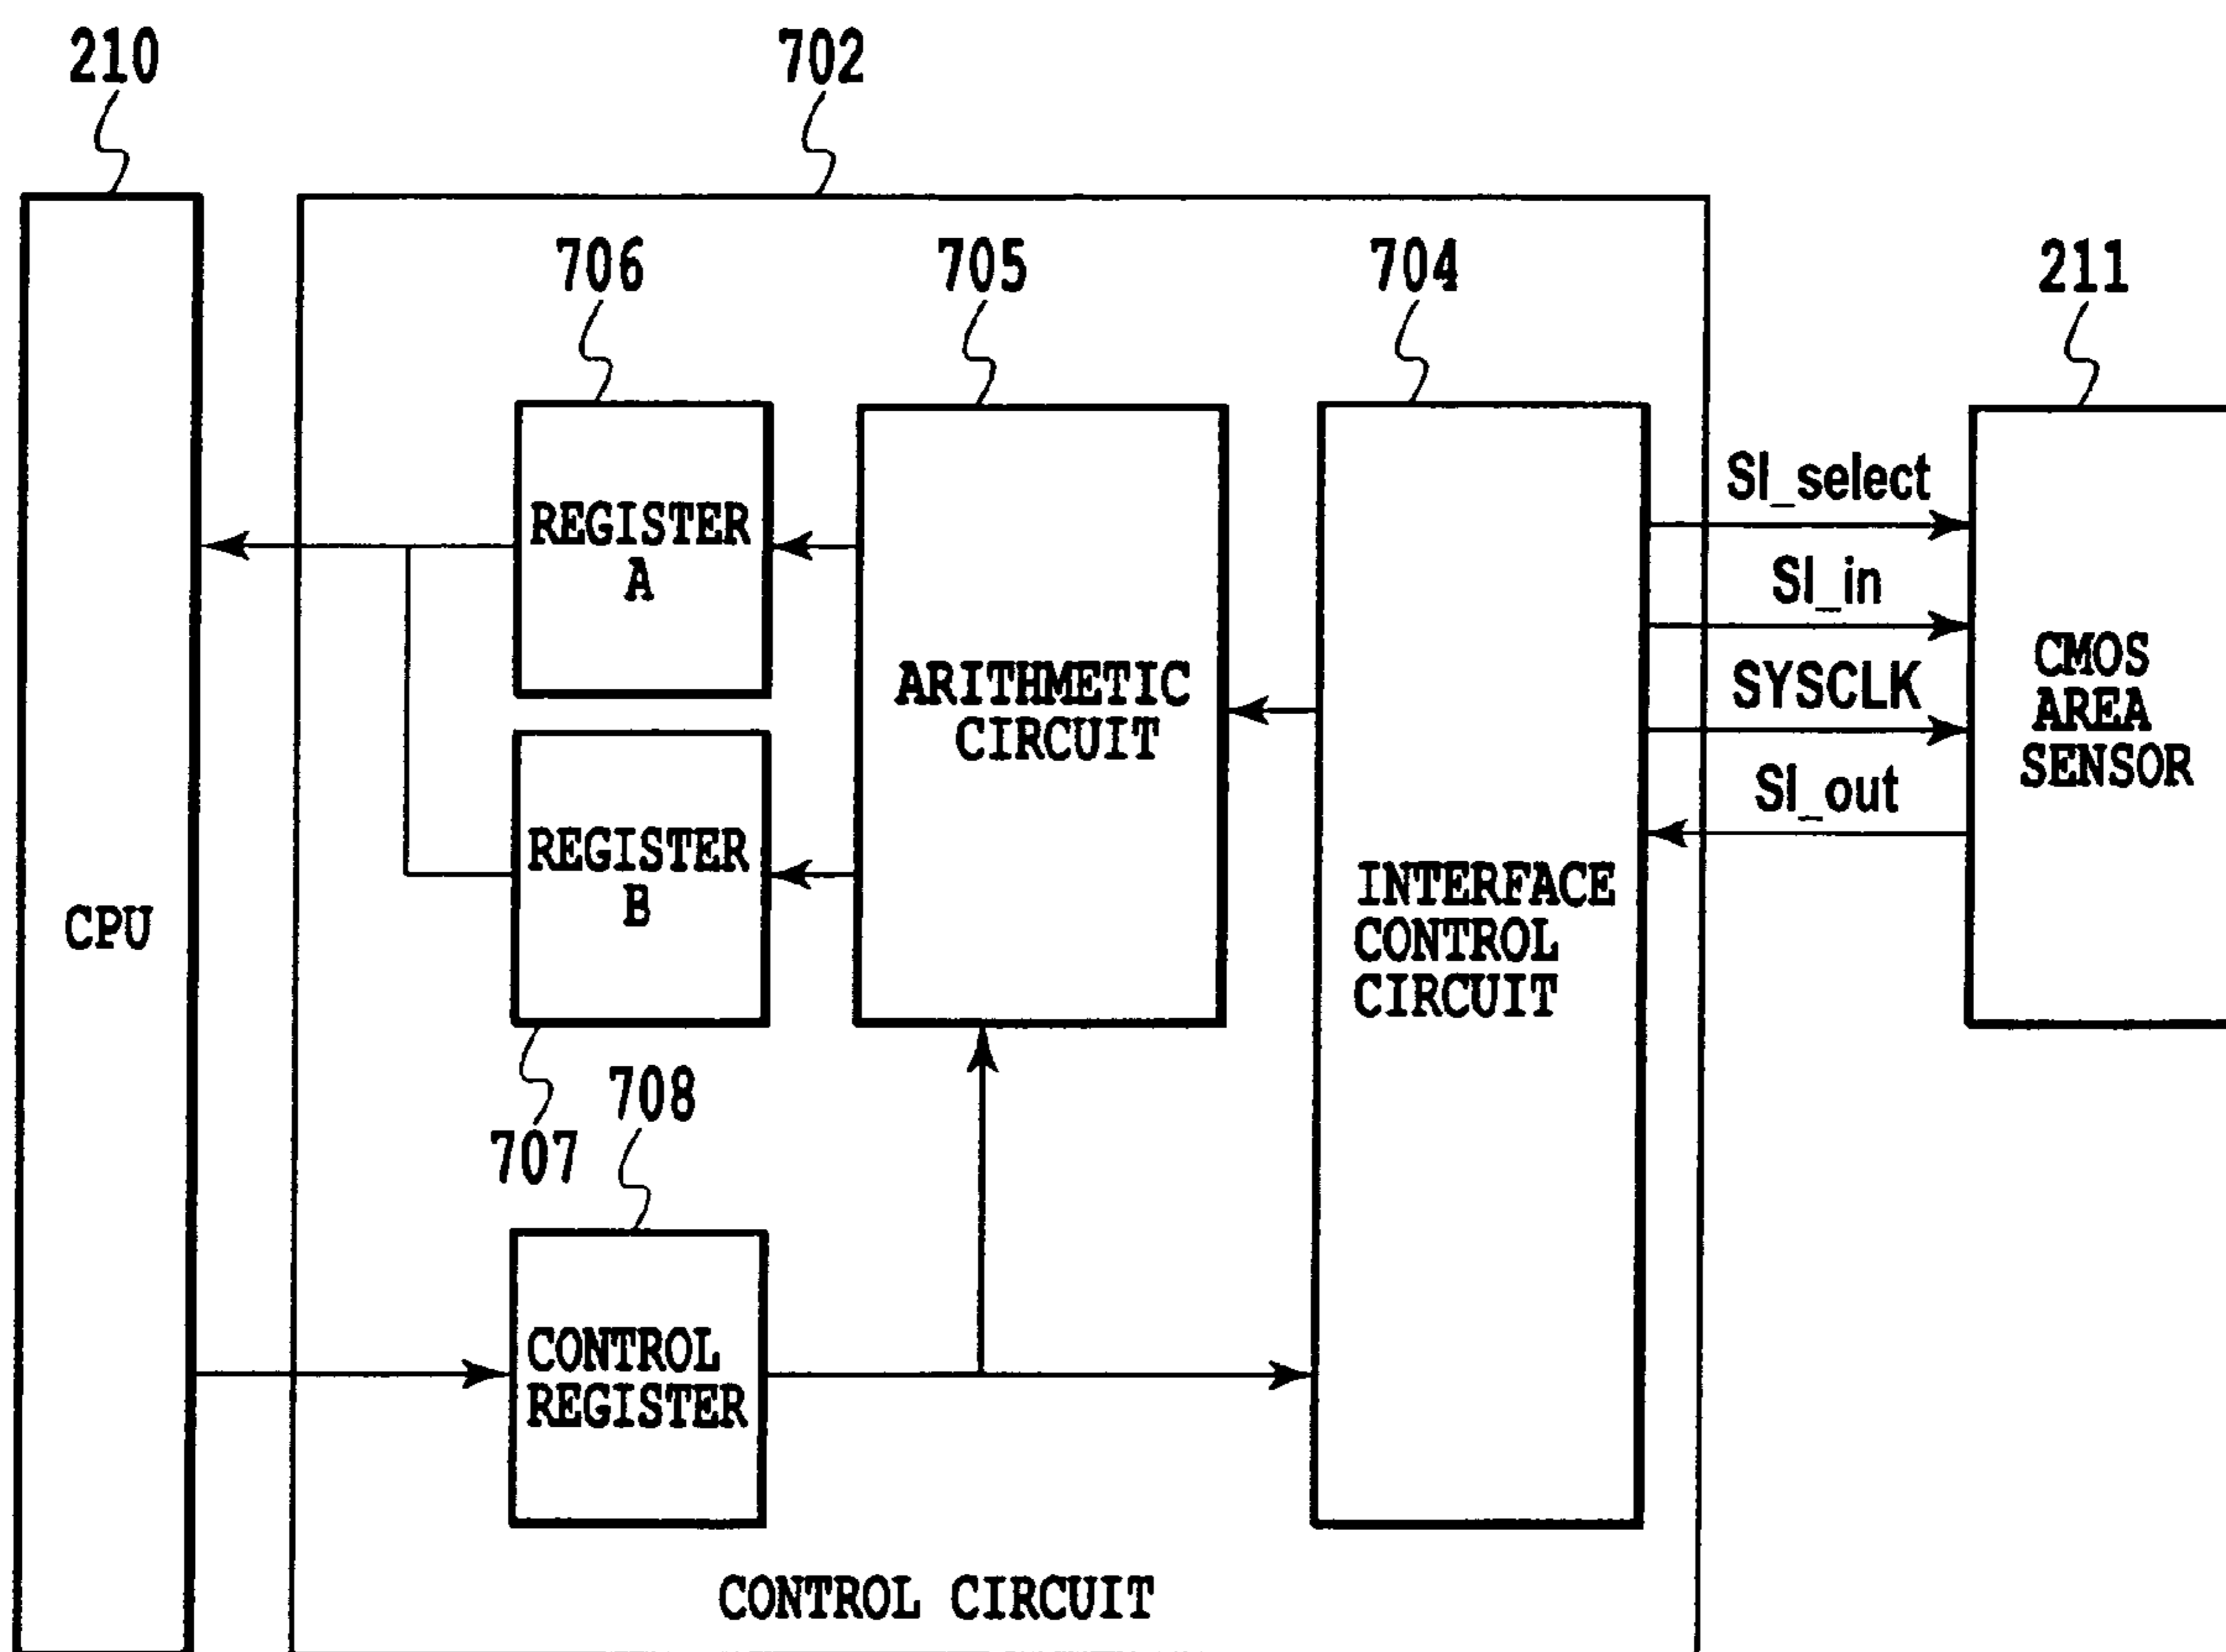 210
702
706
705
704
211
SI_select
SI_in
SYSCLK
SI_out
REGISTER
A
REGISTER
B
ARITHMETIC
CIRCUIT
INTERFACE
CONTROL
CIRCUIT
CMOS
AREA
SENSOR
CPU
707
708
CONTROL
REGISTER
CONTROL CIRCUIT